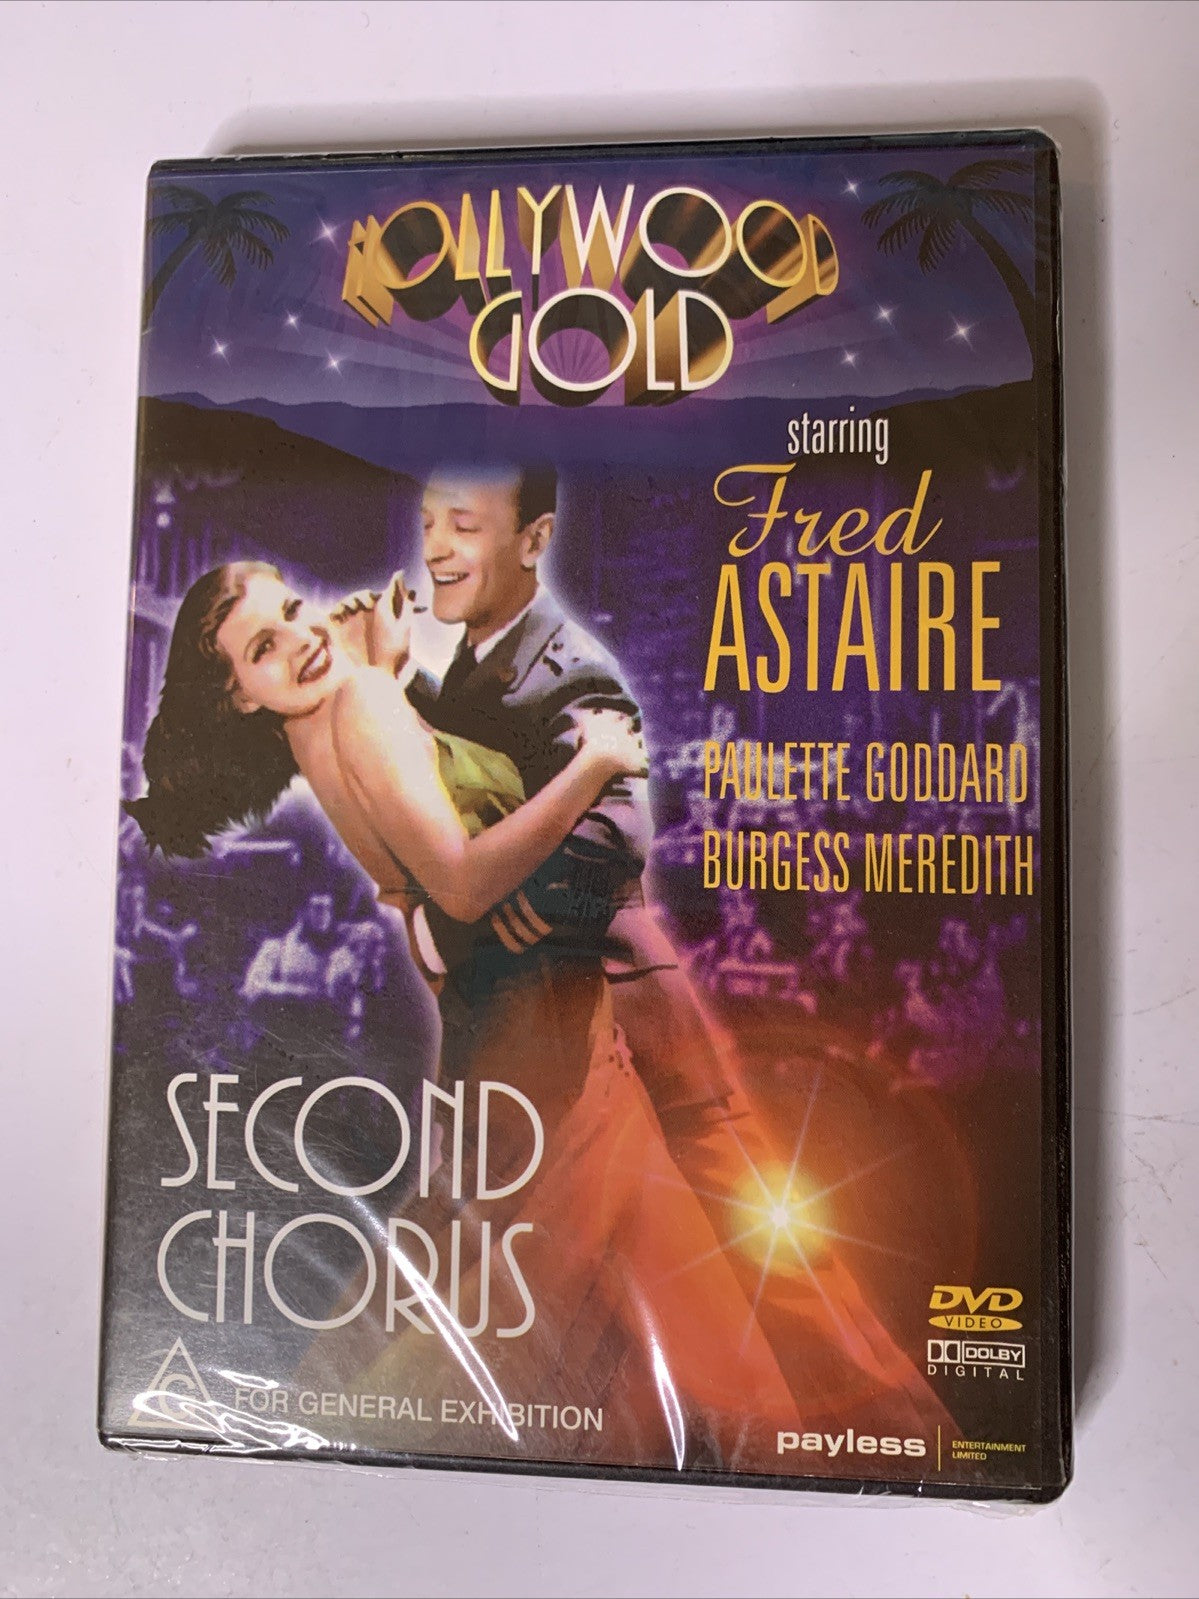 HOLLYWOOD
GOLD
starring
Fred
ASTAIRE
PAULETTE GODDARD
BURGESS MEREDITH
SECOND
CHORUS
G FOR GENERAL EXHIBITION
DVD
VIDEO
DOLBY
DIGITAL
payless
ENTERTAINMENT
LIMITED